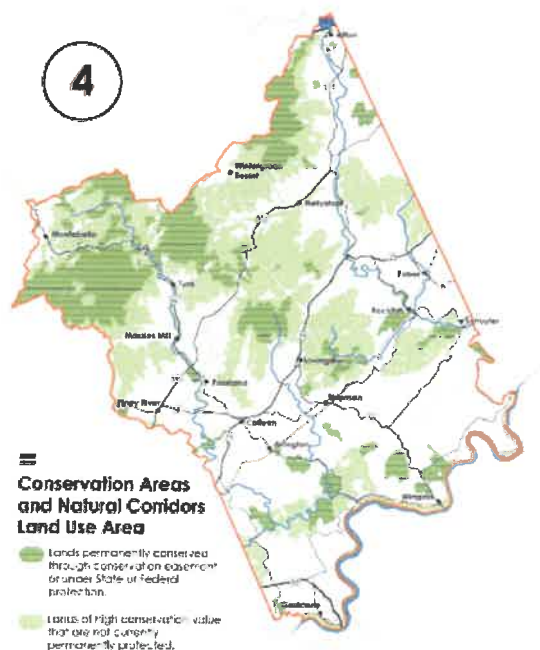 4
Afton
Wintergreen
Resort
Nellysford
Montebello
Faber
Tyro
Rockfish
Schuyler
Massies Mill
Lovingston
Roseland
Shipman
Piney River
Colleen
Arrington
Wingina
Gladstone
Conservation Areas
and Natural Corridors
Land Use Area
Lands permanently conserved
through conservation easement
or under State or Federal
protection.
Lands of high conservation value
that are not currently
permanently protected.